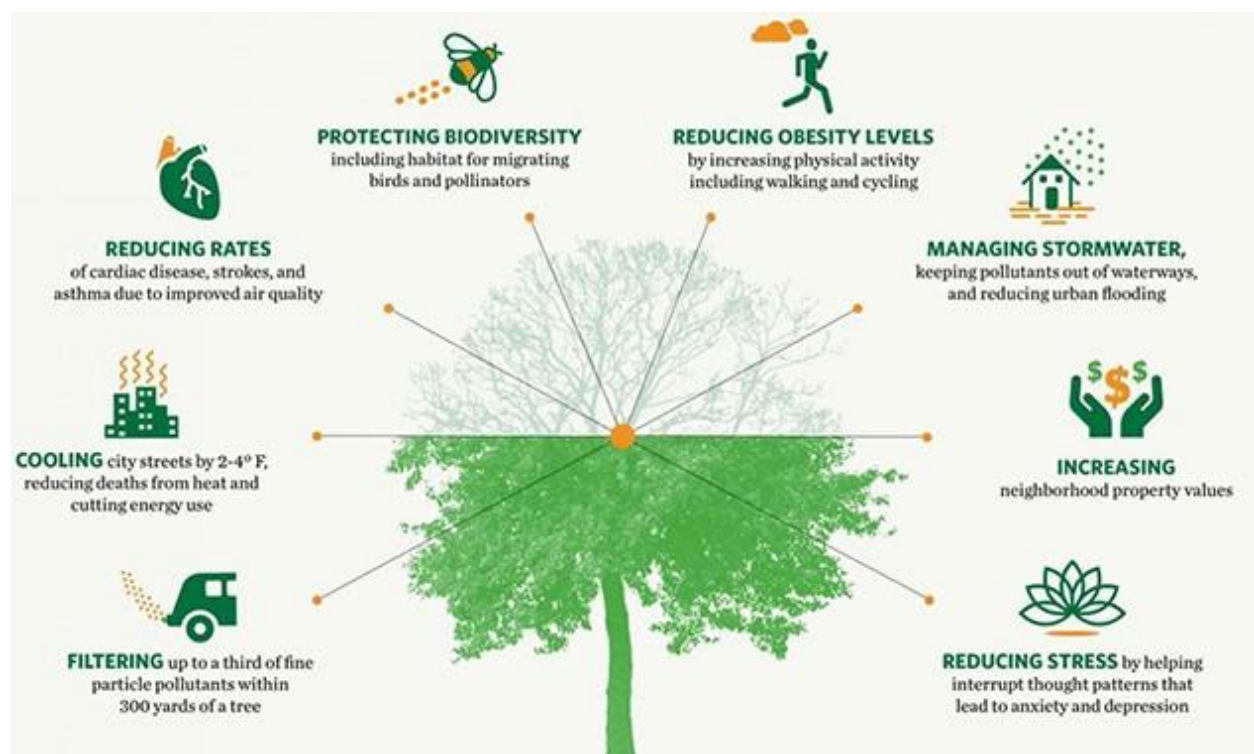 PROTECTING BIODIVERSITY
including habitat for migrating
birds and pollinators
REDUCING OBESITY LEVELS
by increasing physical activity
including walking and cycling
REDUCING RATES
of cardiac disease, strokes, and
asthma due to improved air quality
MANAGING STORMWATER,
keeping pollutants out of waterways,
and reducing urban flooding
COOLING city streets by 2-4° F,
reducing deaths from heat and
cutting energy use
$ $ $
INCREASING
neighborhood property values
FILTERING up to a third of fine
particle pollutants within
300 yards of a tree
REDUCING STRESS by helping
interrupt thought patterns that
lead to anxiety and depression